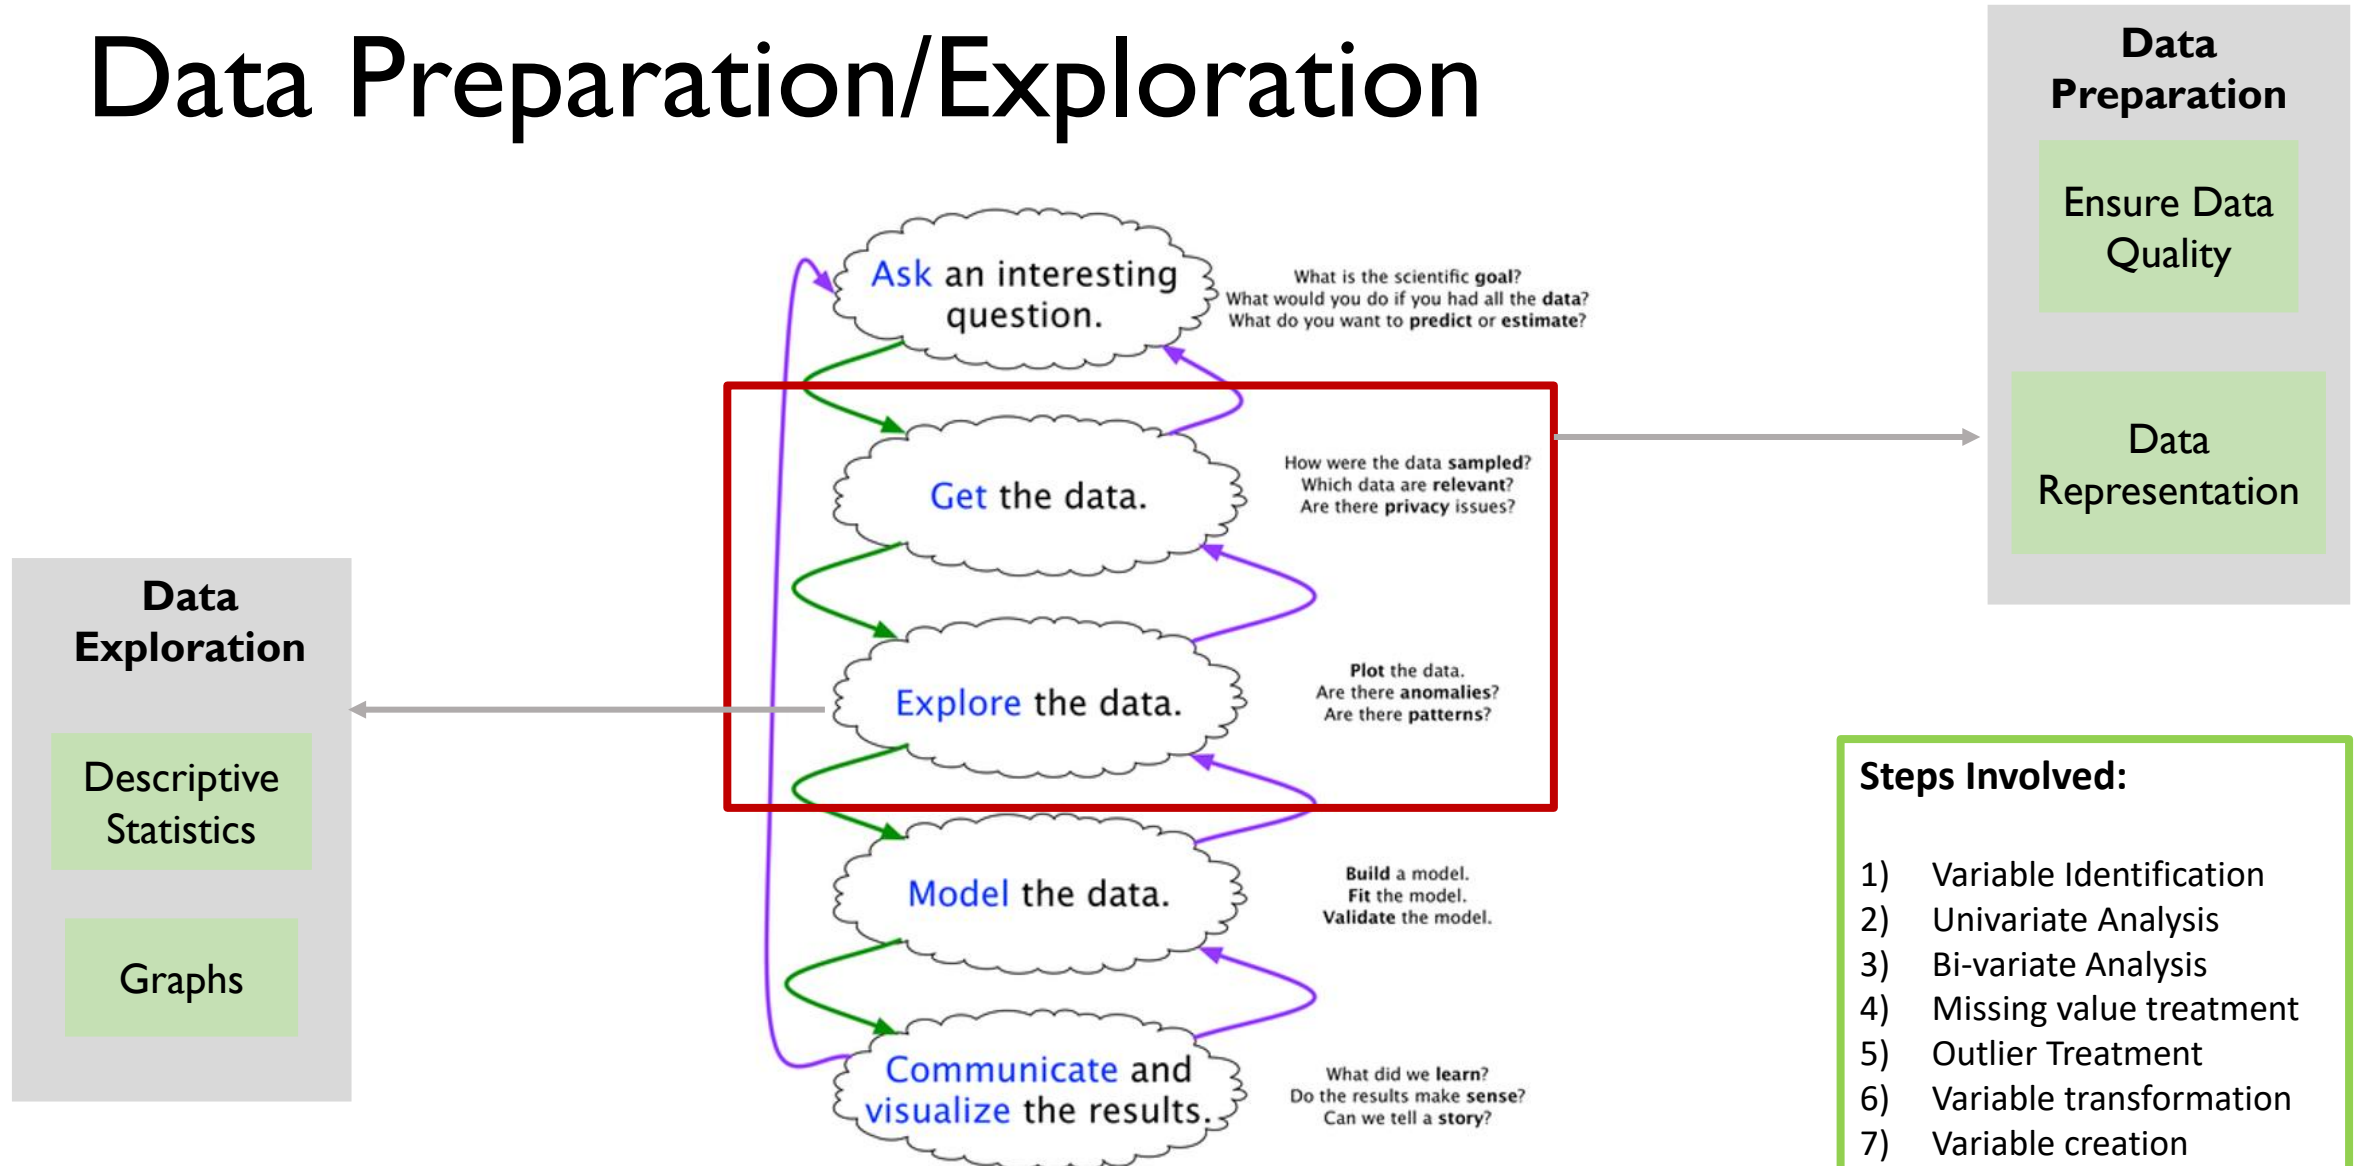 Data Preparation/Exploration
Data
Preparation
Ensure Data
Quality
Data
Representation
Ask an interesting
question.
What is the scientific goal?
What would you do if you had all the data?
What do you want to predict or estimate?
Get the data.
How were the data sampled?
Which data are relevant?
Are there privacy issues?
Explore the data.
Plot the data.
Are there anomalies?
Are there patterns?
Model the data.
Build a model.
Fit the model.
Validate the model.
Communicate and
visualize the results.
What did we learn?
Do the results make sense?
Can we tell a story?
Data
Exploration
Descriptive
Statistics
Graphs
Steps Involved:
1) Variable Identification
2) Univariate Analysis
3) Bi-variate Analysis
4) Missing value treatment
5) Outlier Treatment
6) Variable transformation
7) Variable creation